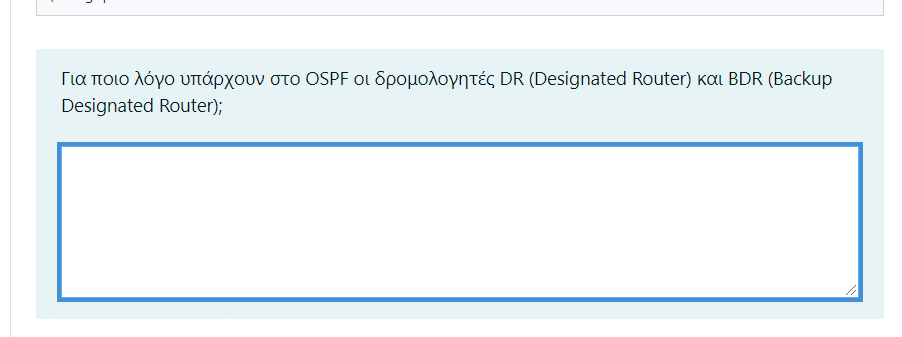 Για ποιο λόγο υπάρχουν στο OSPF οι δρομολογητές DR (Designated Router) και BDR (Backup
Designated Router);